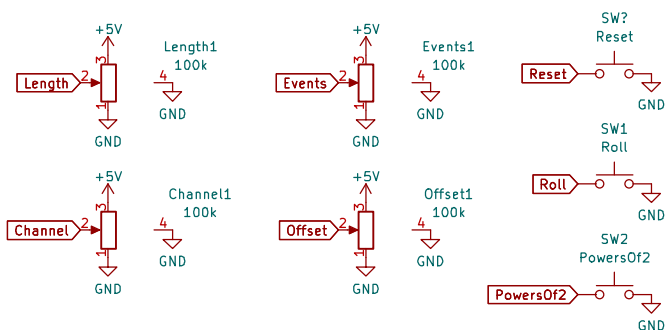 +5V
Length1
100k
3
Length
2
4
1
GND
GND
+5V
Events1
100k
3
Events
2
4
1
GND
GND
SW?
Reset
Reset
GND
SW1
Roll
Roll
GND
+5V
Channel1
100k
3
Channel
2
4
1
GND
GND
+5V
Offset1
100k
3
Offset
2
4
1
GND
GND
SW2
PowersOf2
PowersOf2
GND